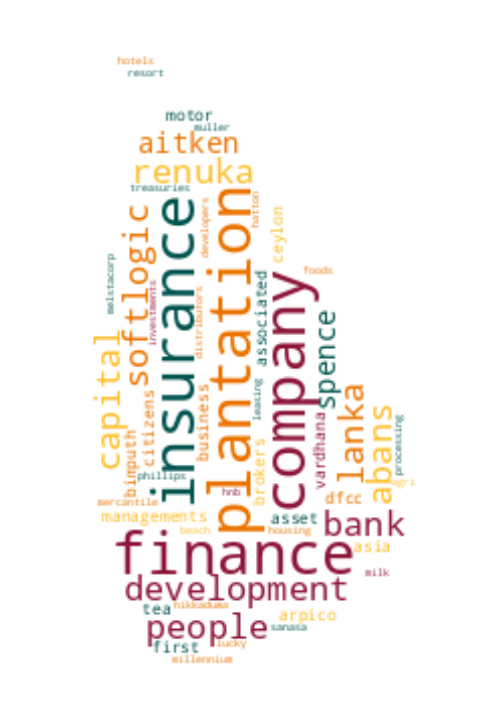 hotels
resort
motor
muller
aitken
renuka
treasuries
insurance
plantation
softlogic
developers
hatton
ceylon
melstacorp
investments
distributors
associated
foods
company
spence
capital
citizens
business
leasing
vardhana
lanka
abans
processing
bimputh
phillips
brokers
hnb
agri
mercantile
managements
beach
asset
housing
dfcc
bank
finance
asia
milk
development
tea
hikkaduwa
arpico
people
sanasa
first
lucky
millennium